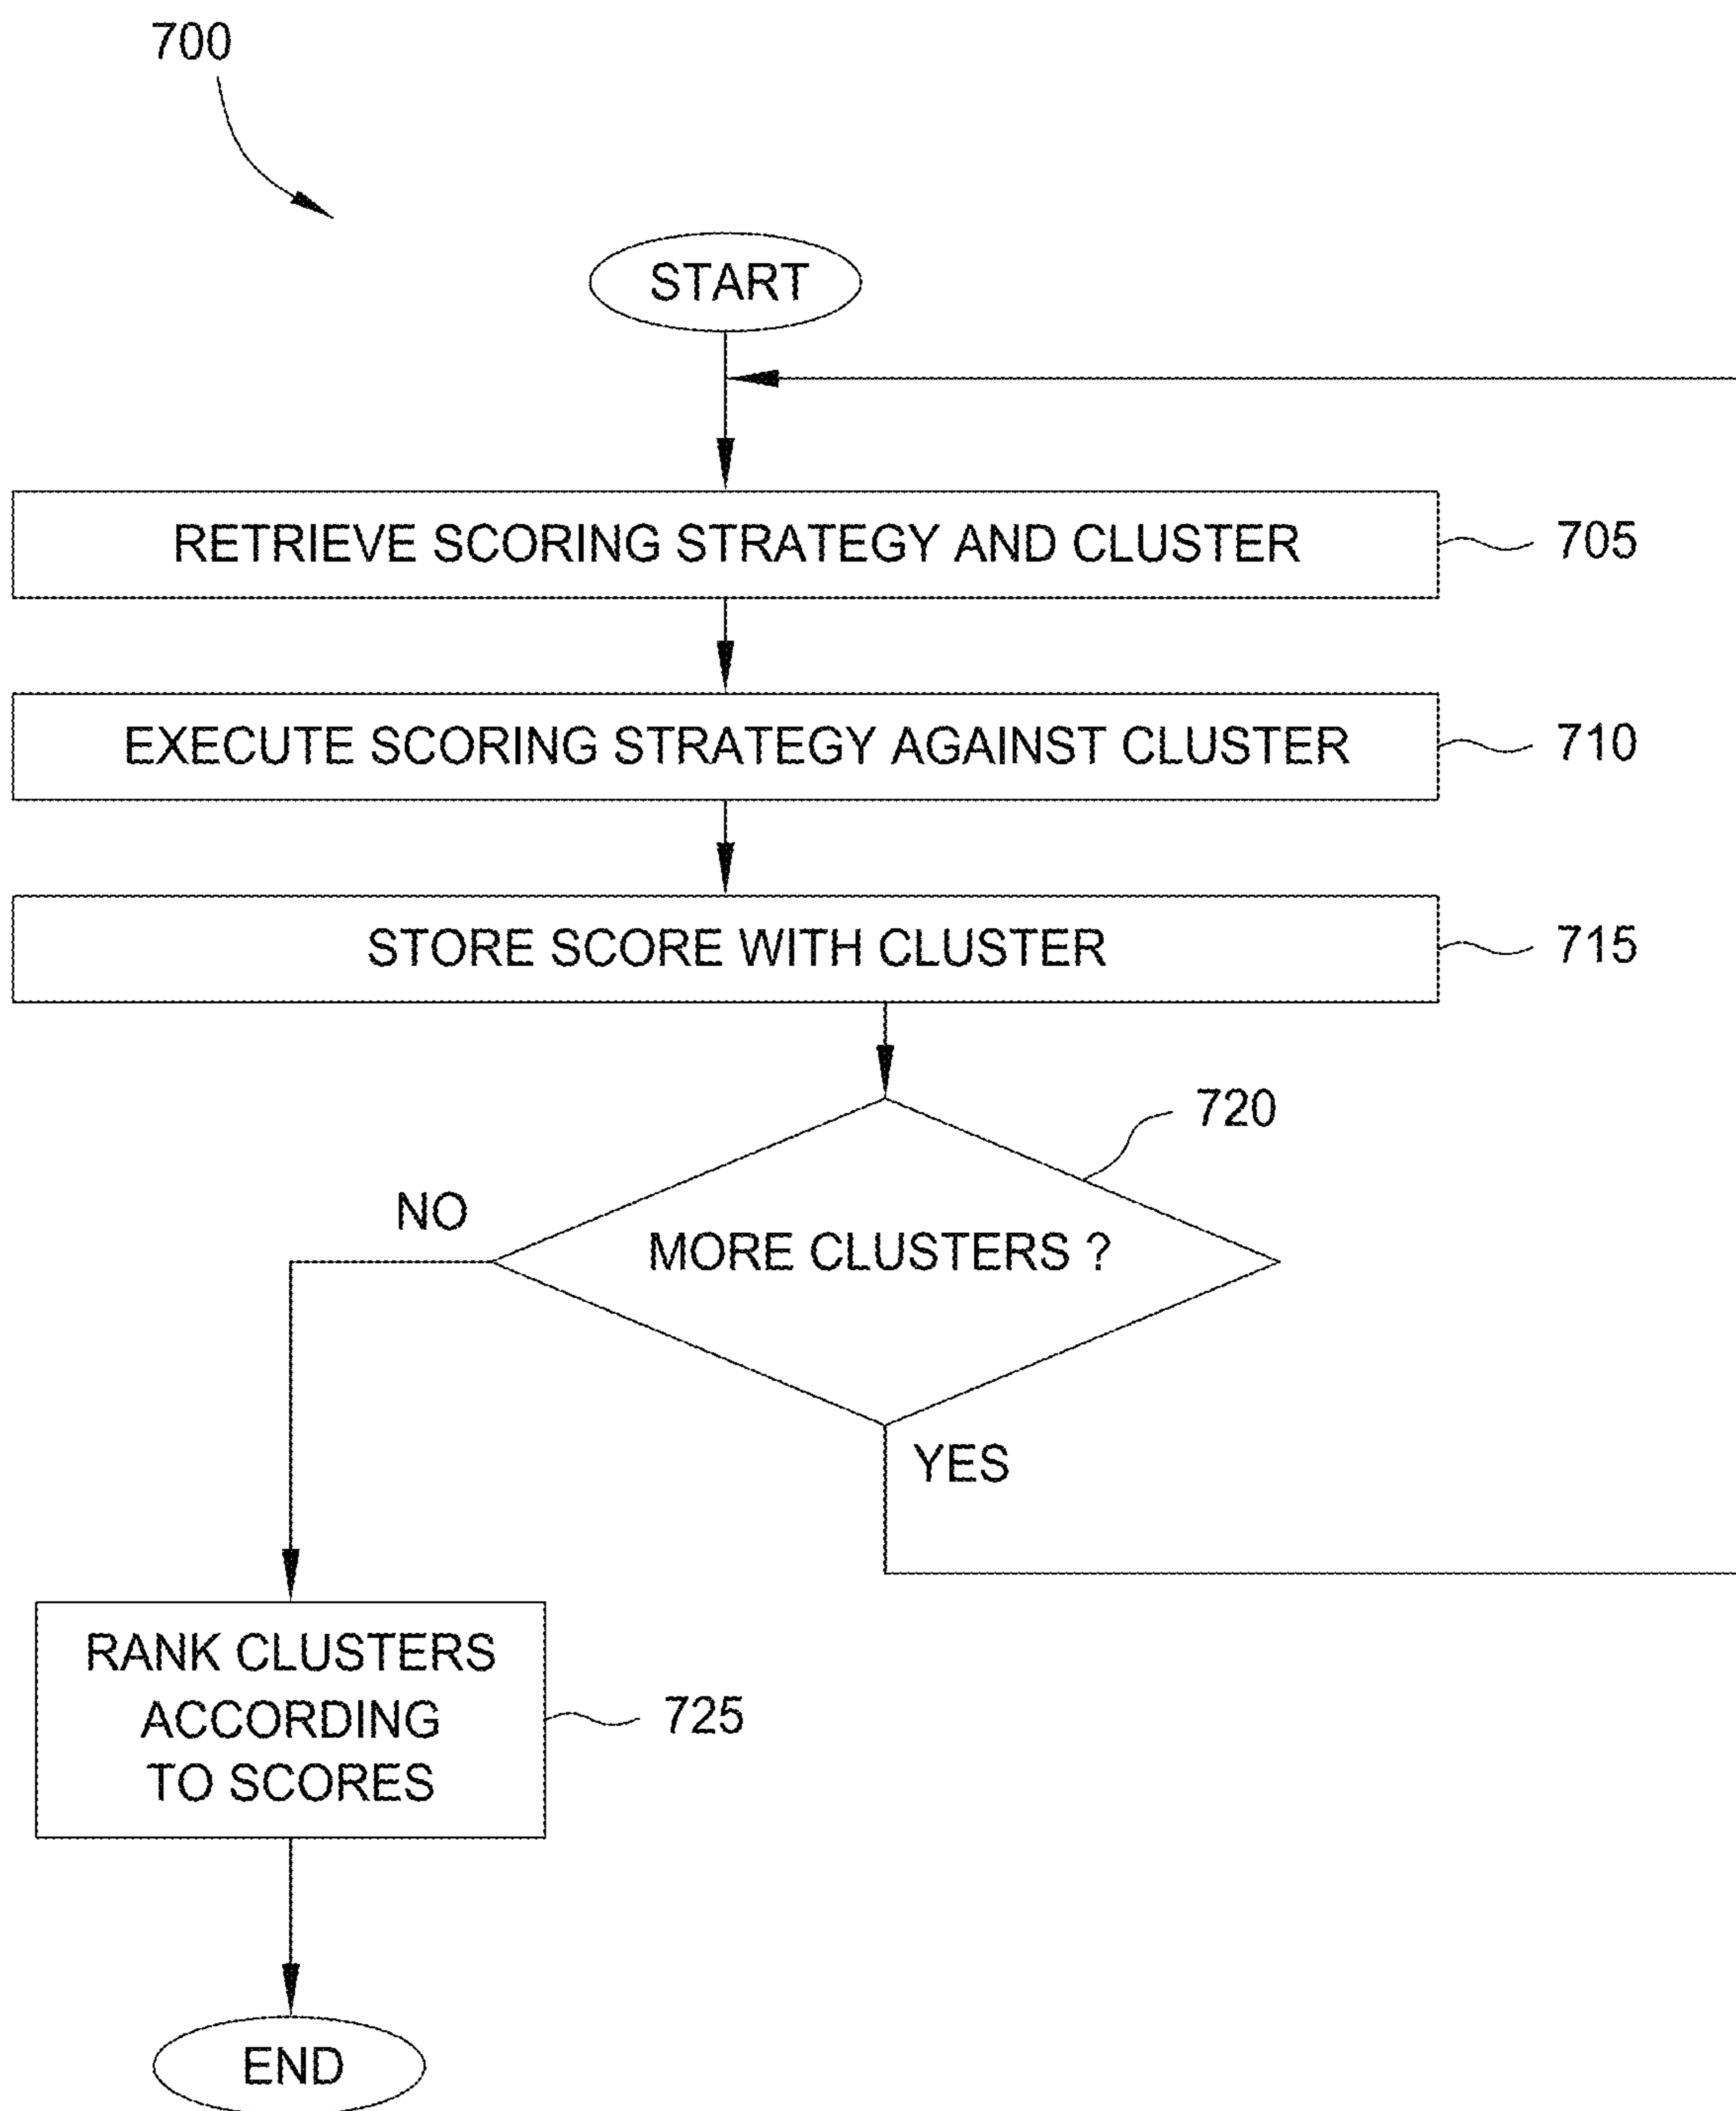 700
START
RETRIEVE SCORING STRATEGY AND CLUSTER
705
EXECUTE SCORING STRATEGY AGAINST CLUSTER
710
STORE SCORE WITH CLUSTER
715
720
NO
MORE CLUSTERS ?
YES
RANK CLUSTERS
ACCORDING
TO SCORES
725
END